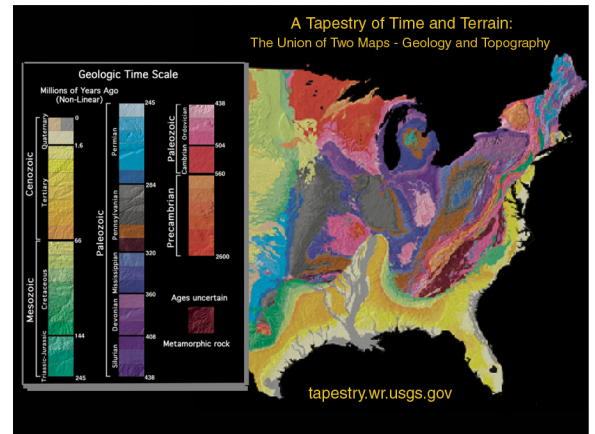 A Tapestry of Time and Terrain:
The Union of Two Maps - Geology and Topography
Geologic Time Scale
Millions of Years Ago
(Non-Linear)
Cenozoic
Quaternary
0
1.6
Tertiary
66
Mesozoic
Cretaceous
144
Triassic-Jurassic
245
Paleozoic
245
Permian
284
Pennsylvanian
320
Mississippian
360
Devonian
408
Silurian
438
Paleozoic
438
Ordovician
504
Cambrian
560
Precambrian
2600
Ages uncertain
Metamorphic rock
tapestry.wr.usgs.gov